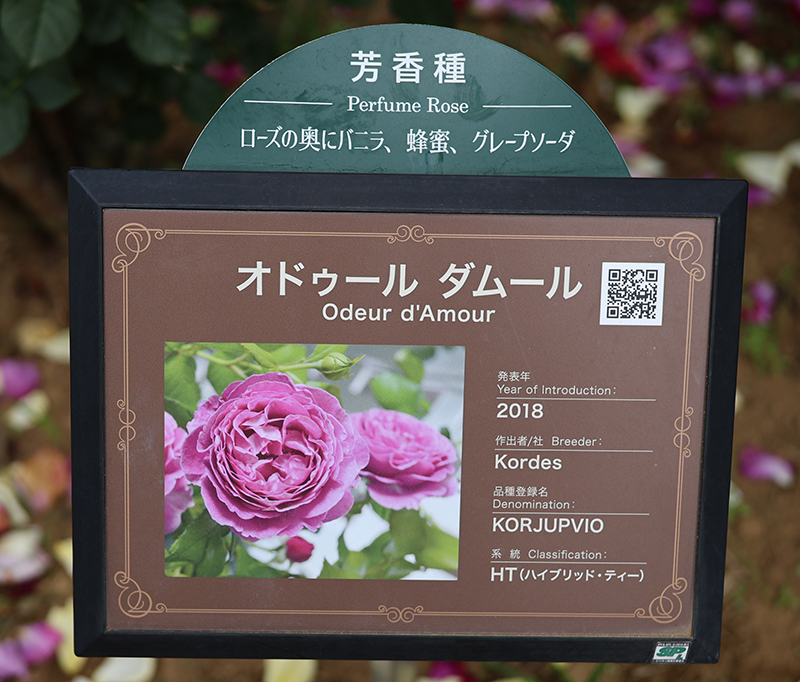 芳香種
Perfume Rose
ローズの奥にバニラ、蜂蜜、グレープソーダ
オドゥール ダムール
Odeur d'Amour
発表年
Year of Introduction:
2018
作出者/社 Breeder:
Kordes
品種登録名
Denomination:
KORJUPVIO
系 統 Classification:
HT(ハイブリッド・ティー)